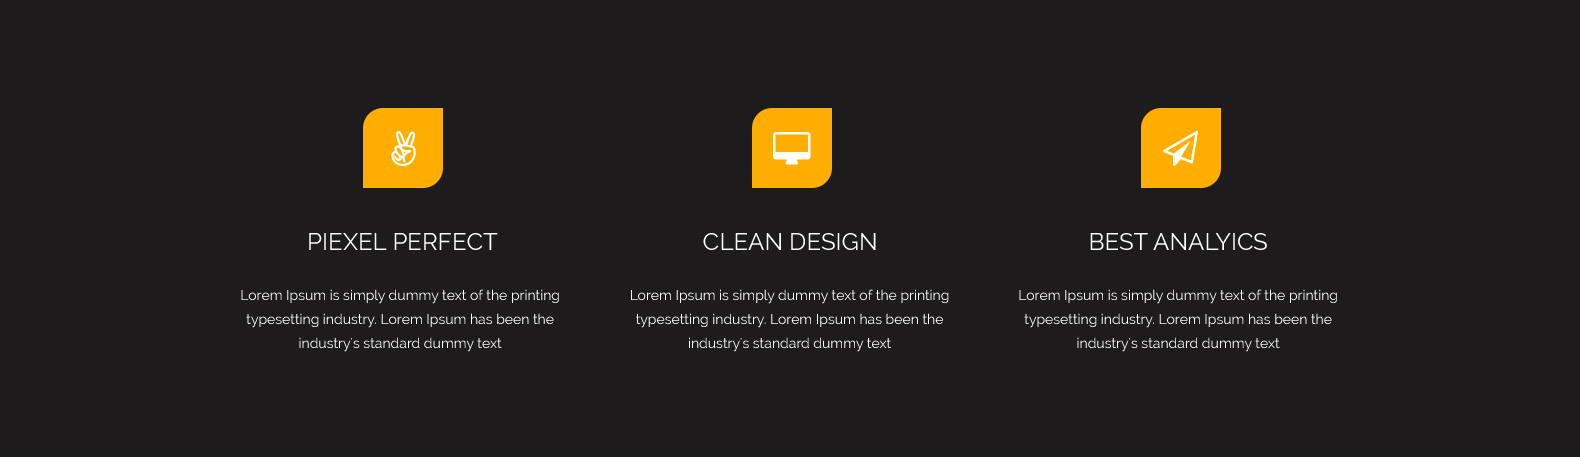 PIEXEL PERFECT
Lorem Ipsum is simply dummy text of the printing
typesetting industry. Lorem Ipsum has been the
industry's standard dummy text
CLEAN DESIGN
Lorem Ipsum is simply dummy text of the printing
typesetting industry. Lorem Ipsum has been the
industry's standard dummy text
BEST ANALYICS
Lorem Ipsum is simply dummy text of the printing
typesetting industry. Lorem Ipsum has been the
industry's standard dummy text